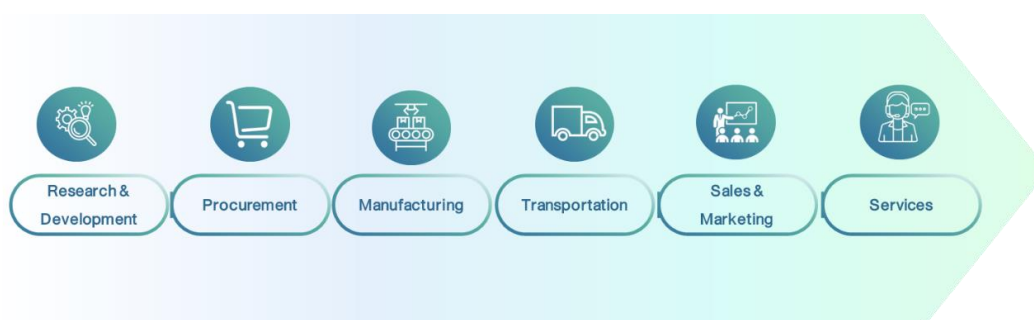 Research &
Development
Procurement
Manufacturing
Transportation
Sales &
Marketing
Services